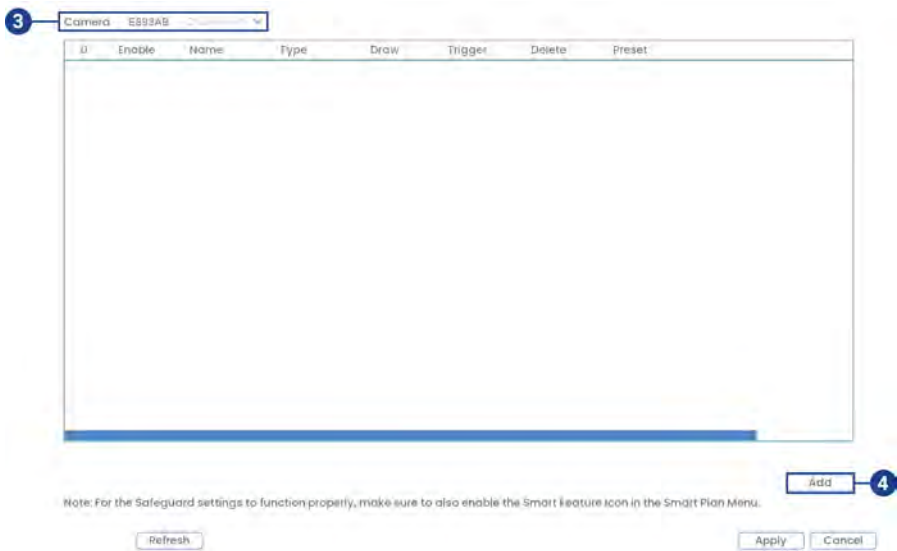 3 Camera E893AB
ID Enable Name Type Draw Trigger Delete Preset
Add 4
Note: For the Safeguard settings to function properly, make sure to also enable the Smart feature icon in the Smart Plan Menu.
Refresh Apply Cancel